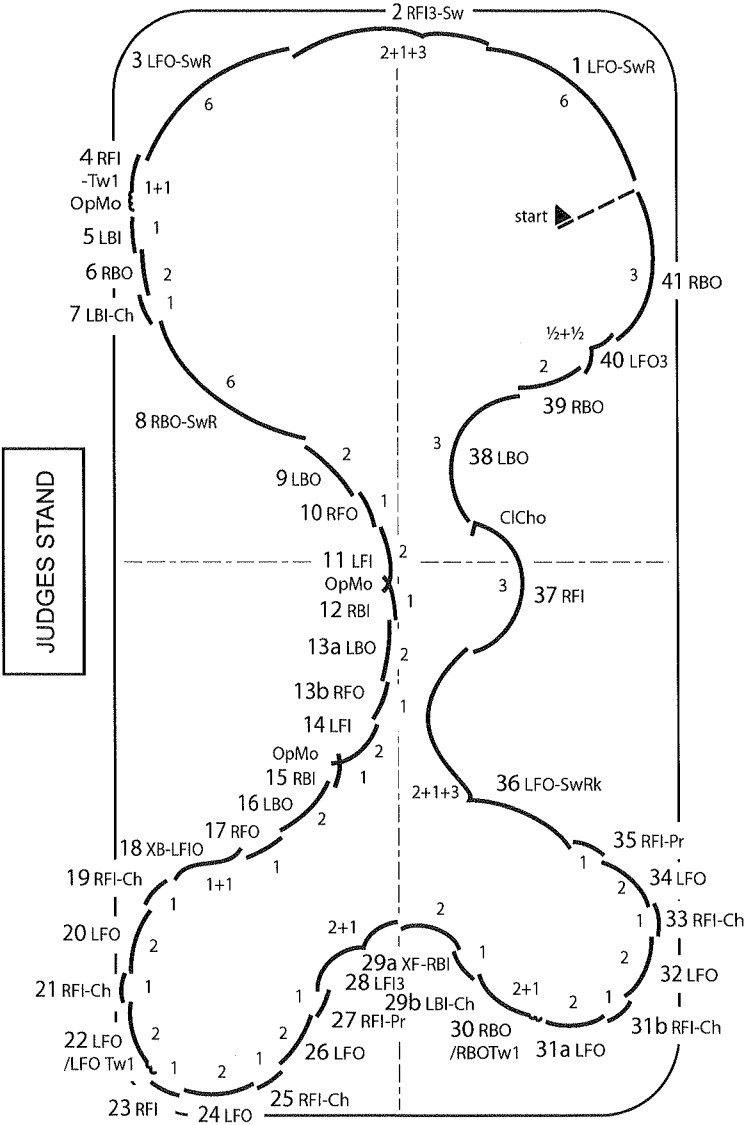 2 RFI3-Sw
2+1+3
3 LFO-SwR
6
1 LFO-SwR
6
4 RFI
-Tw1
OpMo
1+1
5 LBI
1
6 RBO
2
7 LBI-Ch
1
start
3
41 RBO
½+½
40 LFO3
2
39 RBO
8 RBO-SwR
6
9 LBO
2
3
38 LBO
10 RFO
1
ClCho
11 LFI
2
OpMo
12 RBI
1
3
37 RFI
JUDGES STAND
13a LBO
2
13b RFO
1
14 LFI
2
OpMo
15 RBI
1
16 LBO
2
17 RFO
1
18 XB-LFIO
1+1
19 RFI-Ch
1
2+1+3
36 LFO-SwRk
35 RFI-Pr
1
34 LFO
2
33 RFI-Ch
1
32 LFO
2
31b RFI-Ch
1
20 LFO
2
21 RFI-Ch
1
22 LFO
/LFO Tw1
2
23 RFI
1
24 LFO
2
25 RFI-Ch
1
26 LFO
2
27 RFI-Pr
1
28 LFI3
2+1
29a XF-RBI
2
29b LBI-Ch
1
30 RBO
/RBOTw1
2+1
31a LFO
2